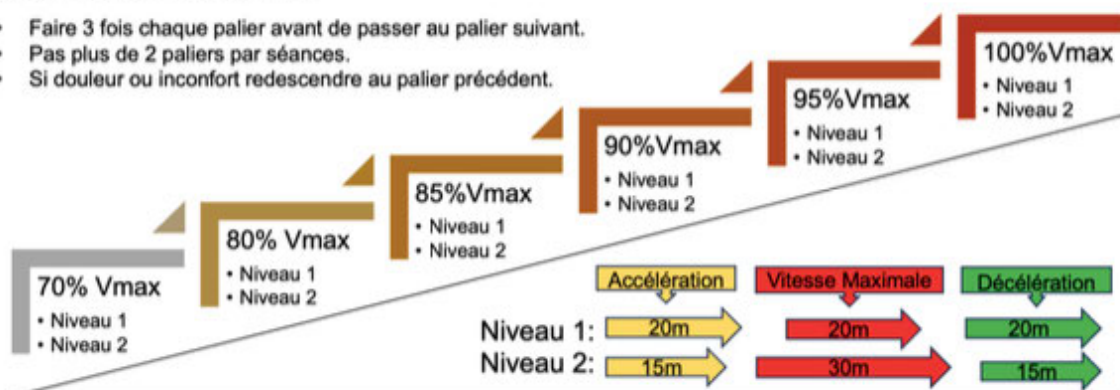 • Faire 3 fois chaque palier avant de passer au palier suivant.
• Pas plus de 2 paliers par séances.
• Si douleur ou inconfort redescendre au palier précédent.
100%Vmax
• Niveau 1
• Niveau 2
95%Vmax
• Niveau 1
• Niveau 2
90%Vmax
• Niveau 1
• Niveau 2
85%Vmax
• Niveau 1
• Niveau 2
80% Vmax
• Niveau 1
• Niveau 2
70% Vmax
• Niveau 1
• Niveau 2
Accélération Vitesse Maximale Décélération
Niveau 1: 20m 20m 20m
Niveau 2: 15m 30m 15m